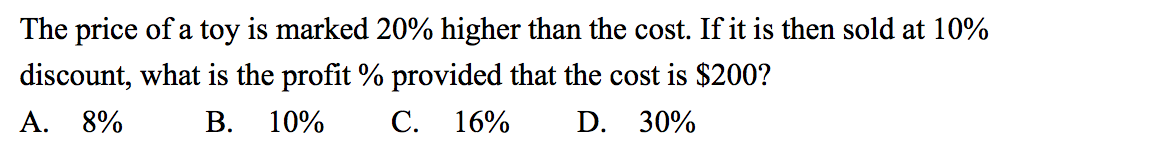 The price of a toy is marked 20% higher than the cost. If it is then sold at 10%
discount, what is the profit % provided that the cost is $200?
A. 8% B. 10% C. 16% D. 30%